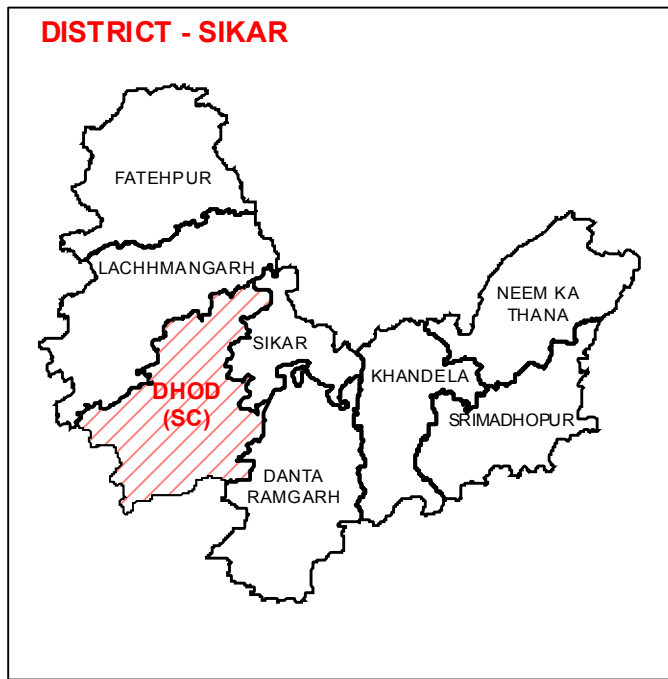 DISTRICT - SIKAR
FATEHPUR
LACHHMANGARH
NEEM KA
THANA
SIKAR
KHANDELA
DHOD
(SC)
SRIMADHOPUR
DANTA
RAMGARH